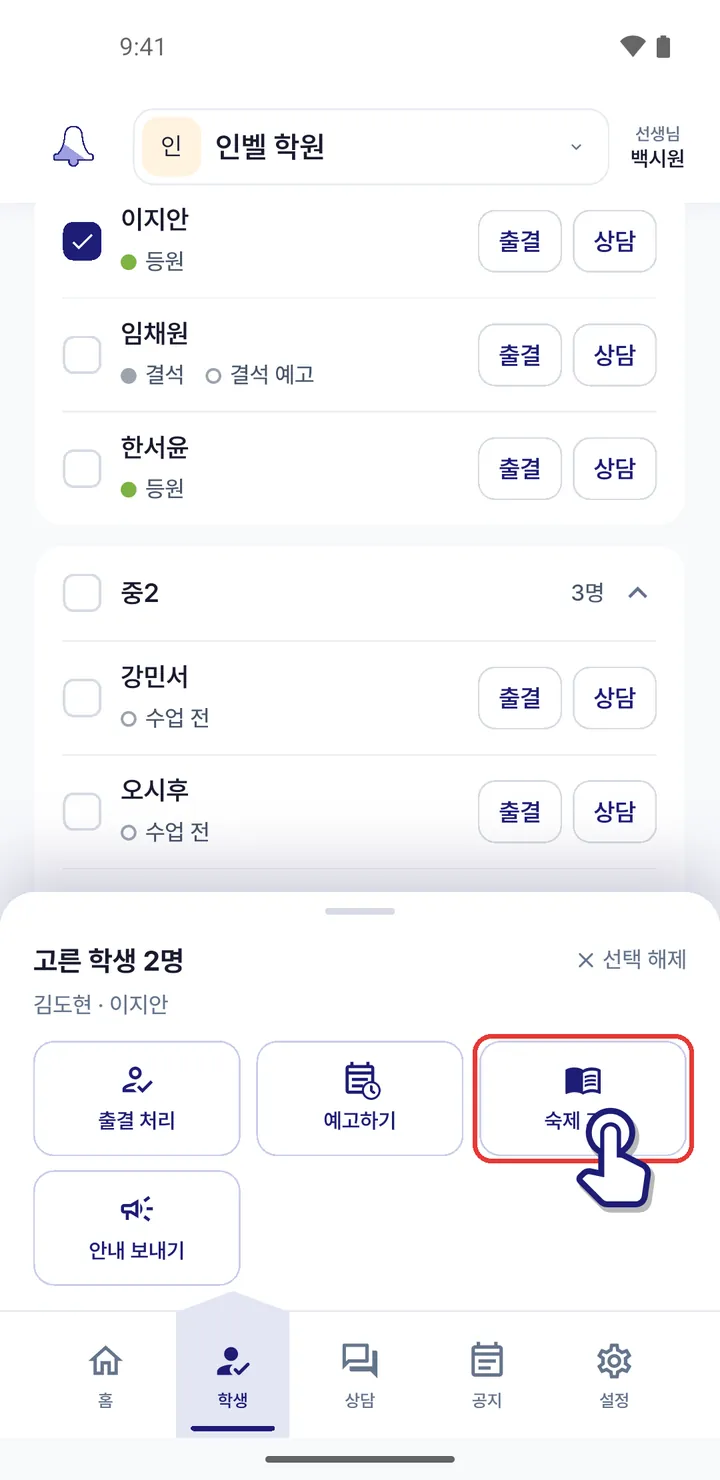 9:41
인 인벨 학원
선생님
백시원
이지안
등원
출결 상담
임채원
결석 결석 예고
출결 상담
한서윤
등원
출결 상담
중2 3명
강민서
수업 전
출결 상담
오시후
수업 전
출결 상담
고른 학생 2명 선택 해제
김도현 · 이지안
출결 처리 예고하기 숙제
안내 보내기
홈 학생 상담 공지 설정